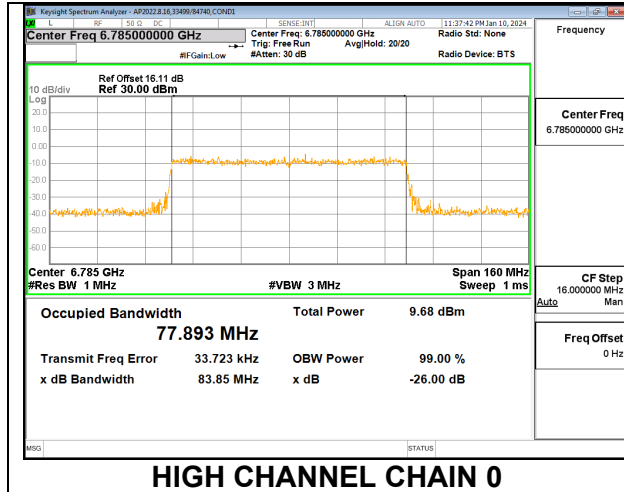 Keysight Spectrum Analyzer - AP2022.8.16,33499/84740,COND1
L RF 50 Ω DC SENSE:INT ALIGN AUTO 11:37:42 PM Jan 10, 2024
Center Freq 6.785000000 GHz
#IFGain:Low
Center Freq: 6.785000000 GHz
Trig: Free Run Avg|Hold: 20/20
#Atten: 30 dB
Radio Std: None
Radio Device: BTS
Frequency
Ref Offset 16.11 dB
10 dB/div Ref 30.00 dBm
Log
20.0
10.0
0.00
-10.0
-20.0
-30.0
-40.0
-50.0
-60.0
Center 6.785 GHz Span 160 MHz
#Res BW 1 MHz #VBW 3 MHz Sweep 1 ms
Center Freq
6.785000000 GHz
CF Step
16.000000 MHz
Auto Man
Freq Offset
0 Hz
Occupied Bandwidth Total Power 9.68 dBm
77.893 MHz
Transmit Freq Error 33.723 kHz OBW Power 99.00 %
x dB Bandwidth 83.85 MHz x dB -26.00 dB
MSG STATUS
HIGH CHANNEL CHAIN 0